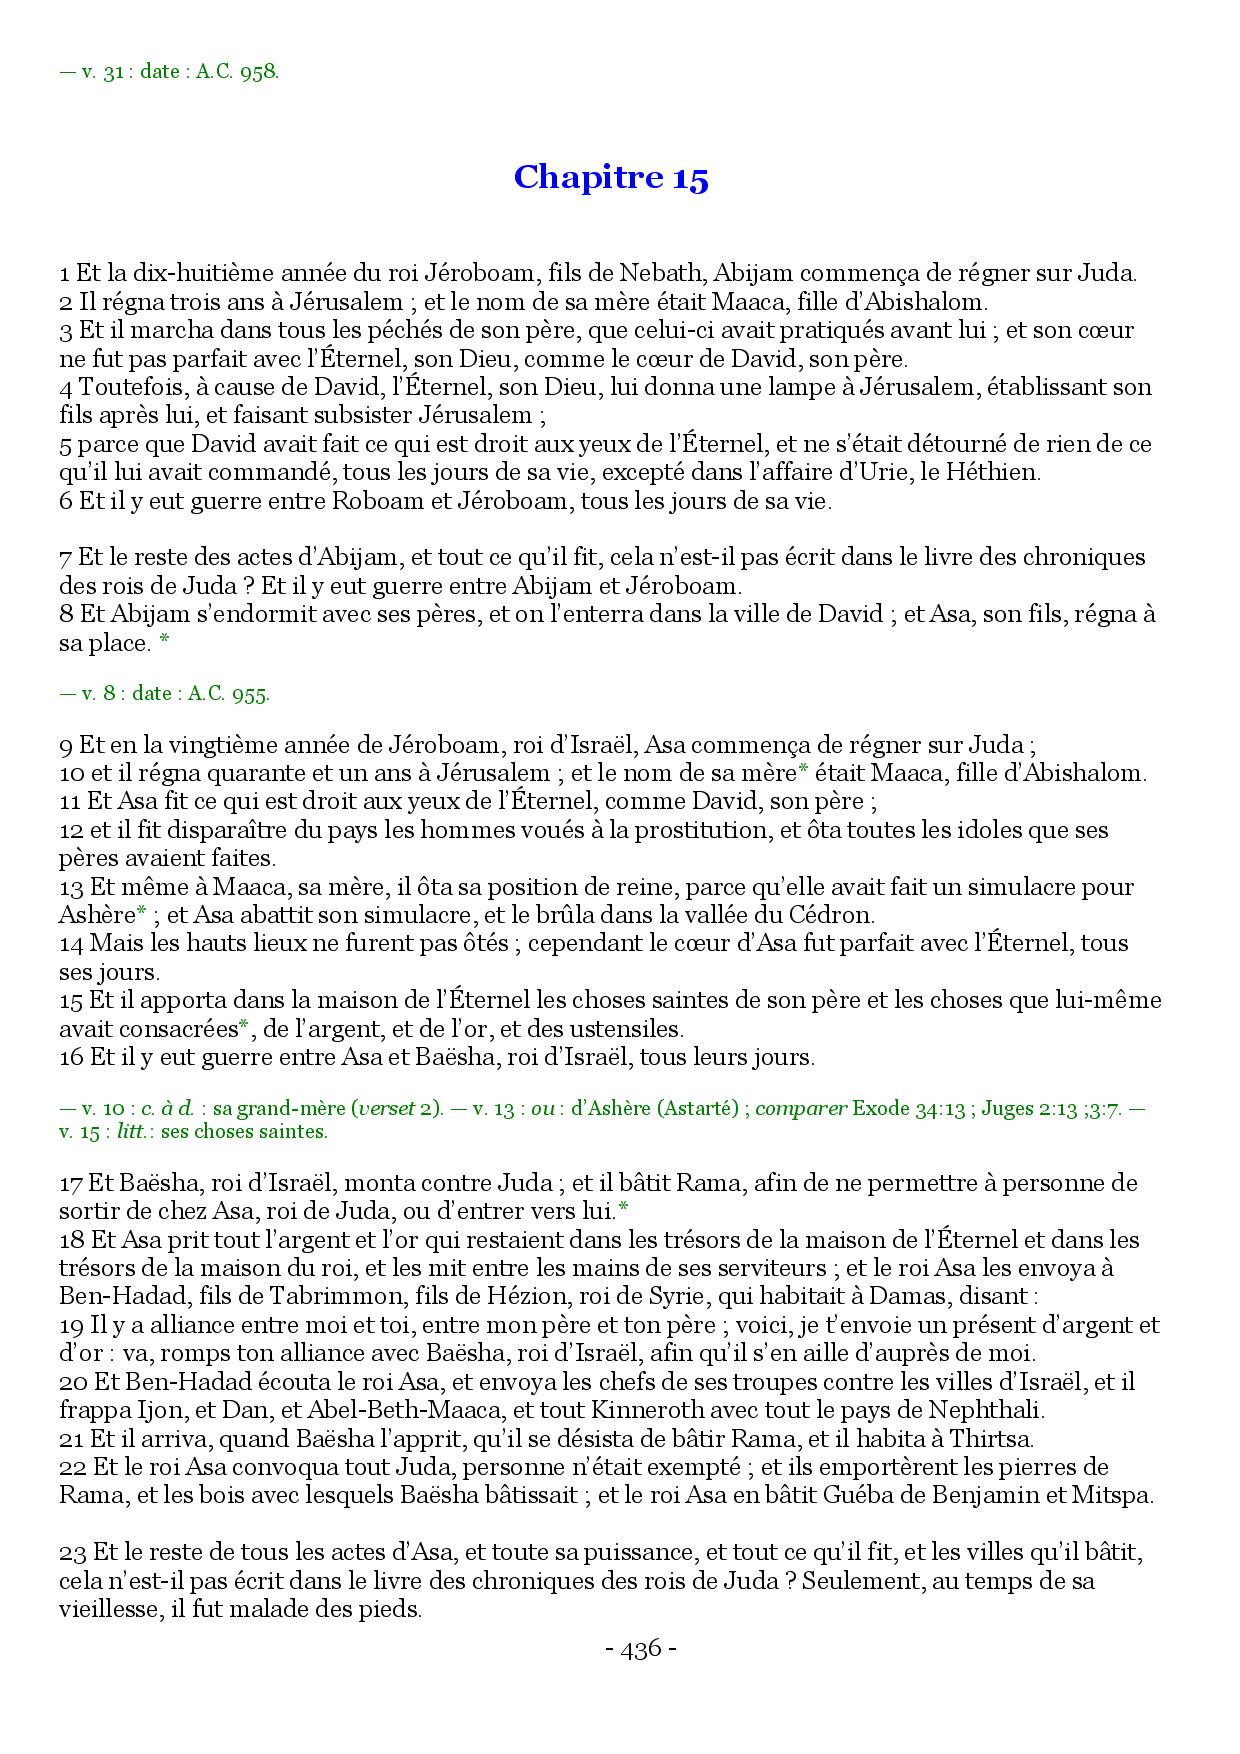 — v. 31 : date : A.C. 958.
Chapitre 15
1 Et la dix-huitième année du roi Jéroboam, fils de Nebath, Abijam commença de régner sur Juda.
2 Il régna trois ans à Jérusalem ; et le nom de sa mère était Maaca, fille d’Abishalom.
3 Et il marcha dans tous les péchés de son père, que celui-ci avait pratiqués avant lui ; et son cœur
ne fut pas parfait avec l’Éternel, son Dieu, comme le cœur de David, son père.
4 Toutefois, à cause de David, l’Éternel, son Dieu, lui donna une lampe à Jérusalem, établissant son
fils après lui, et faisant subsister Jérusalem ;
5 parce que David avait fait ce qui est droit aux yeux de l’Éternel, et ne s’était détourné de rien de ce
qu’il lui avait commandé, tous les jours de sa vie, excepté dans l’affaire d’Urie, le Héthien.
6 Et il y eut guerre entre Roboam et Jéroboam, tous les jours de sa vie.
7 Et le reste des actes d’Abijam, et tout ce qu’il fit, cela n’est-il pas écrit dans le livre des chroniques
des rois de Juda ? Et il y eut guerre entre Abijam et Jéroboam.
8 Et Abijam s’endormit avec ses pères, et on l’enterra dans la ville de David ; et Asa, son fils, régna à
sa place. *
— v. 8 : date : A.C. 955.
9 Et en la vingtième année de Jéroboam, roi d’Israël, Asa commença de régner sur Juda ;
10 et il régna quarante et un ans à Jérusalem ; et le nom de sa mère* était Maaca, fille d’Abishalom.
11 Et Asa fit ce qui est droit aux yeux de l’Éternel, comme David, son père ;
12 et il fit disparaître du pays les hommes voués à la prostitution, et ôta toutes les idoles que ses
pères avaient faites.
13 Et même à Maaca, sa mère, il ôta sa position de reine, parce qu’elle avait fait un simulacre pour
Ashère* ; et Asa abattit son simulacre, et le brûla dans la vallée du Cédron.
14 Mais les hauts lieux ne furent pas ôtés ; cependant le cœur d’Asa fut parfait avec l’Éternel, tous
ses jours.
15 Et il apporta dans la maison de l’Éternel les choses saintes de son père et les choses que lui-même
avait consacrées*, de l’argent, et de l’or, et des ustensiles.
16 Et il y eut guerre entre Asa et Baësha, roi d’Israël, tous leurs jours.
— v. 10 : c. à d. : sa grand-mère (verset 2). — v. 13 : ou : d’Ashère (Astarté) ; comparer Exode 34:13 ; Juges 2:13 ;3:7. —
v. 15 : litt.: ses choses saintes.
17 Et Baësha, roi d’Israël, monta contre Juda ; et il bâtit Rama, afin de ne permettre à personne de
sortir de chez Asa, roi de Juda, ou d’entrer vers lui.*
18 Et Asa prit tout l’argent et l’or qui restaient dans les trésors de la maison de l’Éternel et dans les
trésors de la maison du roi, et les mit entre les mains de ses serviteurs ; et le roi Asa les envoya à
Ben-Hadad, fils de Tabrimmon, fils de Hézion, roi de Syrie, qui habitait à Damas, disant :
19 Il y a alliance entre moi et toi, entre mon père et ton père ; voici, je t’envoie un présent d’argent et
d’or : va, romps ton alliance avec Baësha, roi d’Israël, afin qu’il s’en aille d’auprès de moi.
20 Et Ben-Hadad écouta le roi Asa, et envoya les chefs de ses troupes contre les villes d’Israël, et il
frappa Ijon, et Dan, et Abel-Beth-Maaca, et tout Kinneroth avec tout le pays de Nephthali.
21 Et il arriva, quand Baësha l’apprit, qu’il se désista de bâtir Rama, et il habita à Thirtsa.
22 Et le roi Asa convoqua tout Juda, personne n’était exempté ; et ils emportèrent les pierres de
Rama, et les bois avec lesquels Baësha bâtissait ; et le roi Asa en bâtit Guéba de Benjamin et Mitspa.
23 Et le reste de tous les actes d’Asa, et toute sa puissance, et tout ce qu’il fit, et les villes qu’il bâtit,
cela n’est-il pas écrit dans le livre des chroniques des rois de Juda ? Seulement, au temps de sa
vieillesse, il fut malade des pieds.
- 436 -